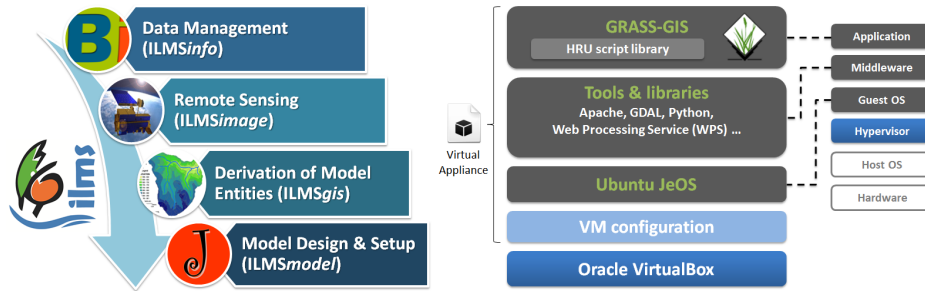 Data Management
(ILMSinfo)
Remote Sensing
(ILMSimage)
Derivation of Model
Entities (ILMSgis)
Model Design & Setup
(ILMSmodel)
ilms
Bi
J
Virtual
Appliance
GRASS-GIS
HRU script library
Tools & libraries
Apache, GDAL, Python,
Web Processing Service (WPS) ...
Ubuntu JeOS
VM configuration
Oracle VirtualBox
Application
Middleware
Guest OS
Hypervisor
Host OS
Hardware